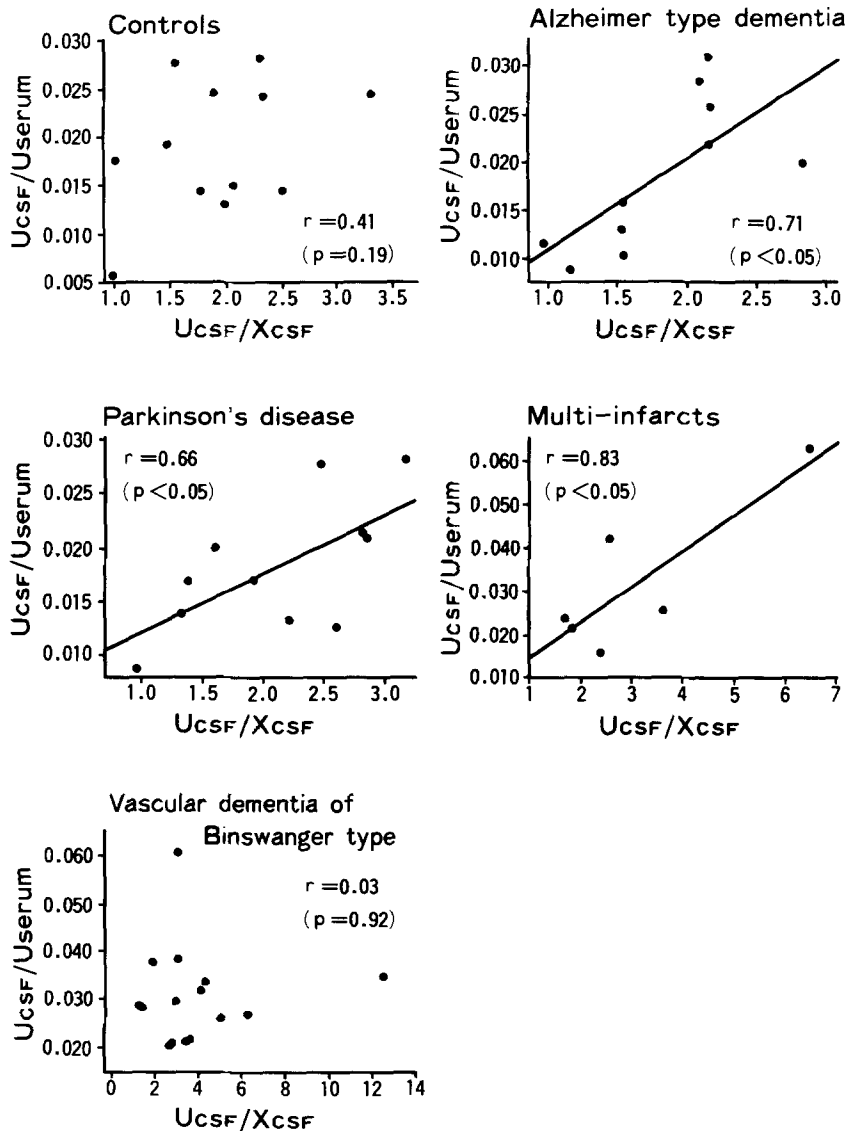 Controls
0.030
0.025
0.020
0.015
0.010
0.005
UCSF/Userum
r=0.41
(p=0.19)
1.0 1.5 2.0 2.5 3.0 3.5
UCSF/XCSF
Alzheimer type dementia
0.030
0.025
0.020
0.015
0.010
UCSF/Userum
r=0.71
(p<0.05)
1.0 1.5 2.0 2.5 3.0
UCSF/XCSF
Parkinson's disease
0.030
0.025
0.020
0.015
0.010
UCSF/Userum
r=0.66
(p<0.05)
1.0 1.5 2.0 2.5 3.0
UCSF/XCSF
Multi-infarcts
0.060
0.050
0.040
0.030
0.020
0.010
UCSF/Userum
r=0.83
(p<0.05)
1 2 3 4 5 6 7
UCSF/XCSF
Vascular dementia of
Binswanger type
0.060
0.050
0.040
0.030
0.020
UCSF/Userum
r=0.03
(p=0.92)
0 2 4 6 8 10 12 14
UCSF/XCSF